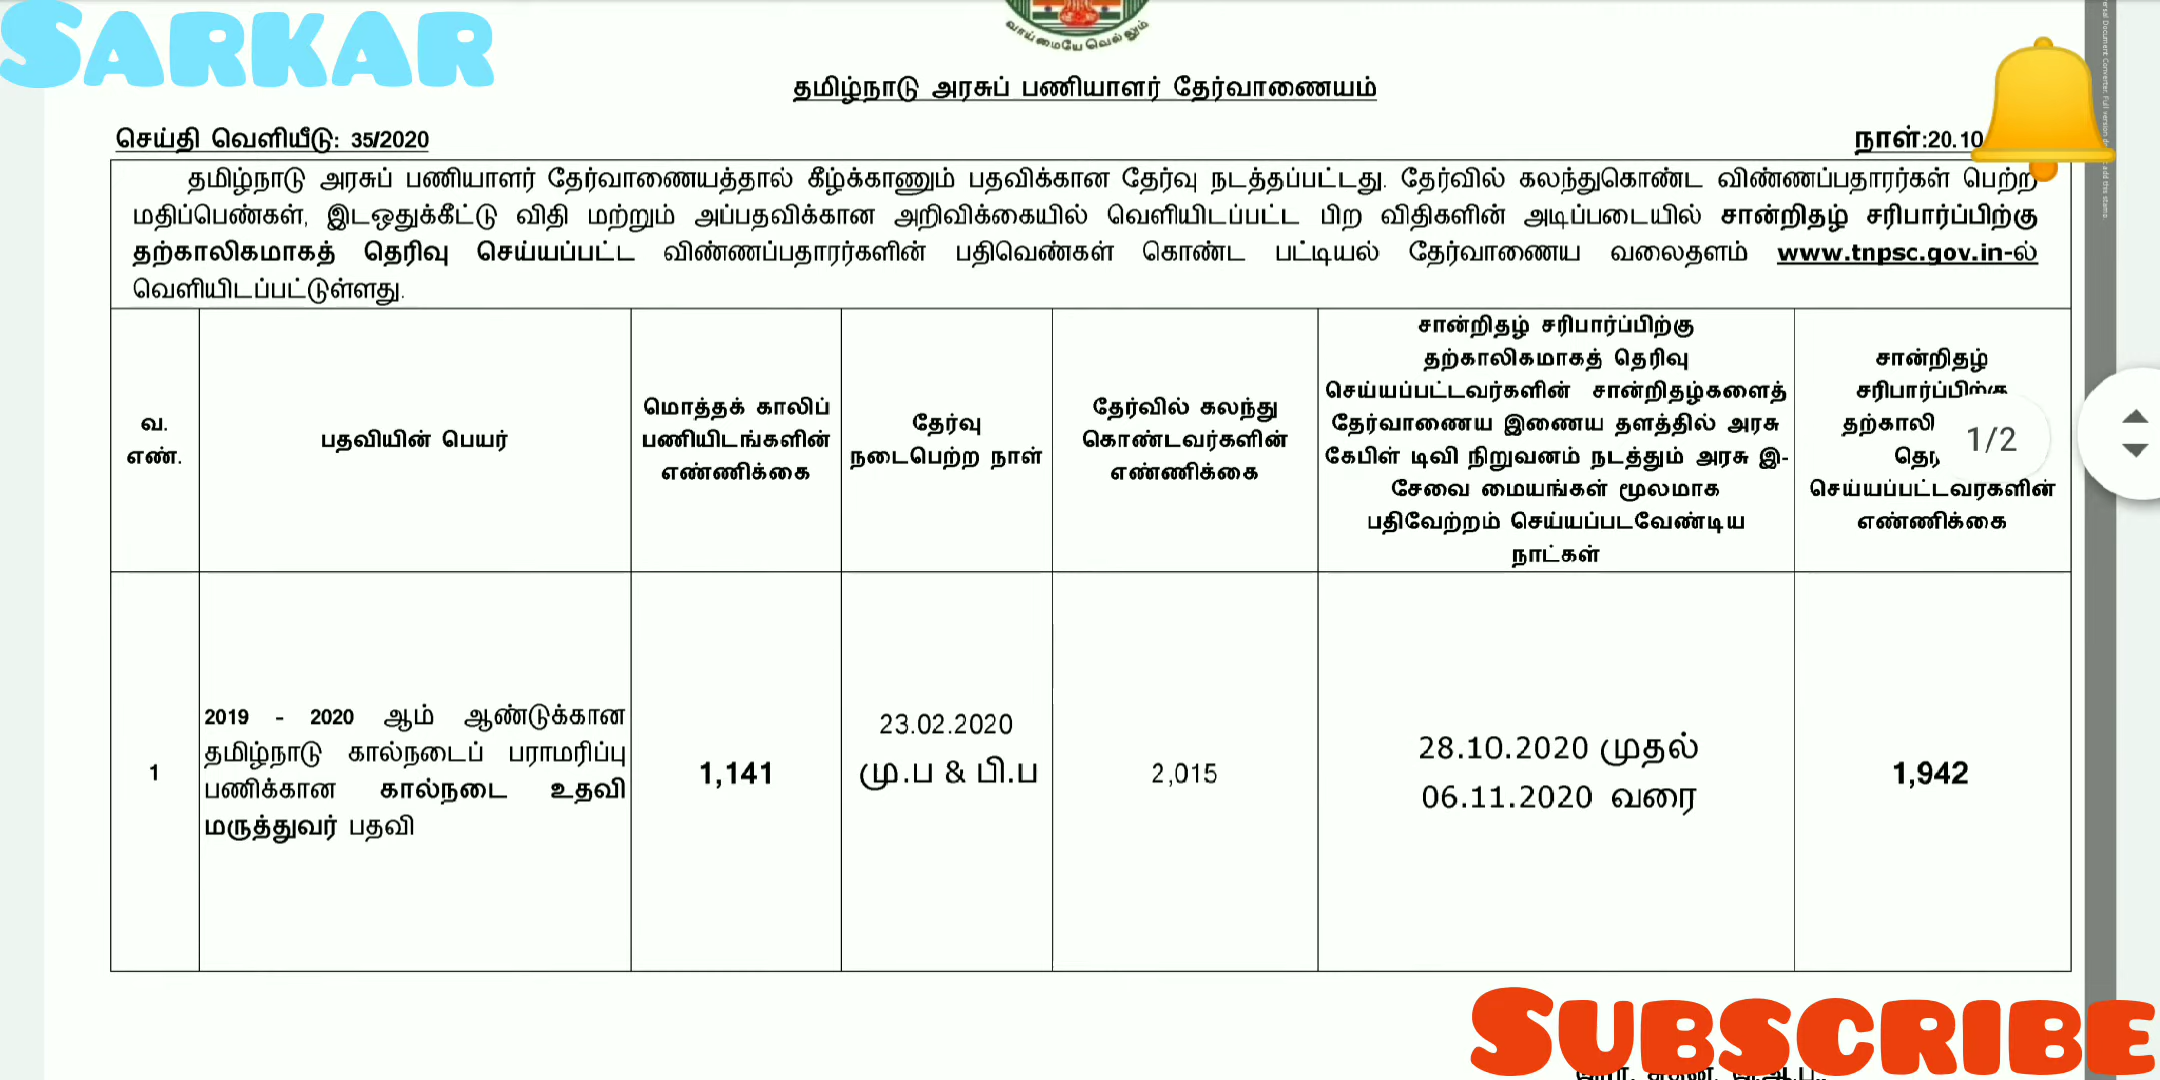 SARKAR
வாய்மையே வெல்லும்
தமிழ்நாடு அரசுப் பணியாளர் தேர்வாணையம்
செய்தி வெளியீடு: 35/2020
நாள்:20.10
தமிழ்நாடு அரசுப் பணியாளர் தேர்வாணையத்தால் கீழ்க்காணும் பதவிக்கான தேர்வு நடத்தப்பட்டது. தேர்வில் கலந்துகொண்ட விண்ணப்பதாரர்கள் பெற்ற
மதிப்பெண்கள், இடஒதுக்கீட்டு விதி மற்றும் அப்பதவிக்கான அறிவிக்கையில் வெளியிடப்பட்ட பிற விதிகளின் அடிப்படையில் சான்றிதழ் சரிபார்ப்பிற்கு
தற்காலிகமாகத் தெரிவு செய்யப்பட்ட விண்ணப்பதாரர்களின் பதிவெண்கள் கொண்ட பட்டியல் தேர்வாணைய வலைதளம் www.tnpsc.gov.in-ல்
வெளியிடப்பட்டுள்ளது.
வ.
எண்.
பதவியின் பெயர்
மொத்தக் காலிப்
பணியிடங்களின்
எண்ணிக்கை
தேர்வு
நடைபெற்ற நாள்
தேர்வில் கலந்து
கொண்டவர்களின்
எண்ணிக்கை
சான்றிதழ் சரிபார்ப்பிற்கு
தற்காலிகமாகத் தெரிவு
செய்யப்பட்டவர்களின் சான்றிதழ்களைத்
தேர்வாணைய இணைய தளத்தில் அரசு
கேபிள் டிவி நிறுவனம் நடத்தும் அரசு இ-
சேவை மையங்கள் மூலமாக
பதிவேற்றம் செய்யப்படவேண்டிய
நாட்கள்
சான்றிதழ்
சரிபார்ப்பிற்கு
தற்காலி
செய்யப்பட்டவர்களின்
எண்ணிக்கை
1/2
1
2019 - 2020 ஆம் ஆண்டுக்கான
தமிழ்நாடு கால்நடைப் பராமரிப்பு
பணிக்கான கால்நடை உதவி
மருத்துவர் பதவி
1,141
23.02.2020
மு.ப & பி.ப
2,015
28.10.2020 முதல்
06.11.2020 வரை
1,942
SUBSCRIBE